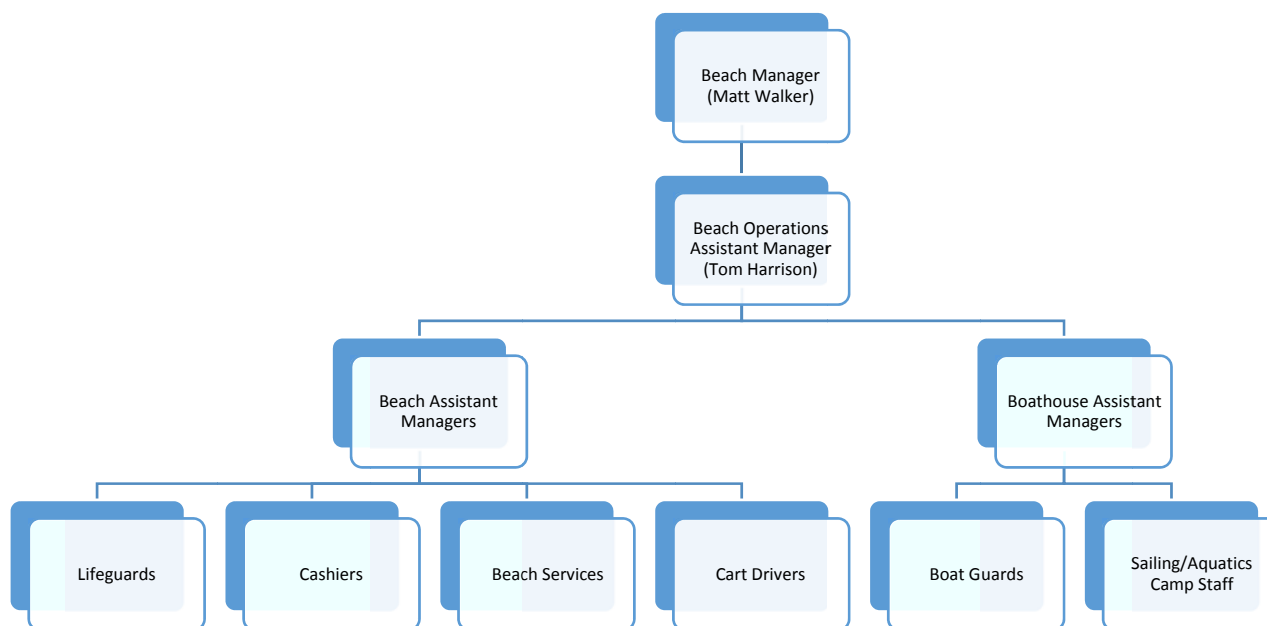 Beach Manager
(Matt Walker)
Beach Operations
Assistant Manager
(Tom Harrison)
Beach Assistant
Managers
Boathouse Assistant
Managers
Lifeguards
Cashiers
Beach Services
Cart Drivers
Boat Guards
Sailing/Aquatics
Camp Staff